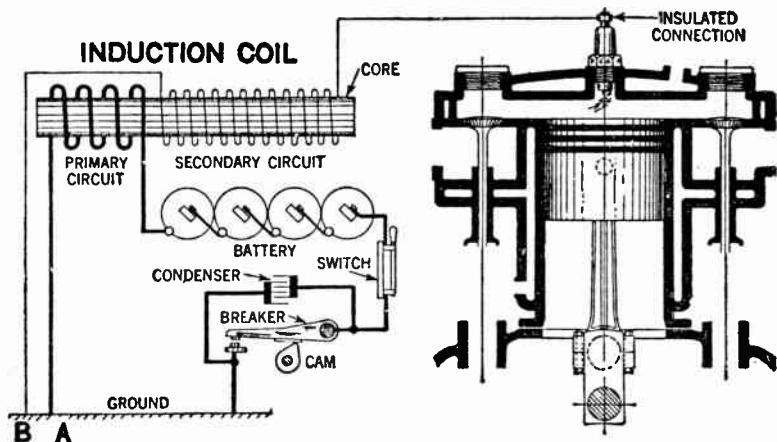 INSULATED
CONNECTION
INDUCTION COIL
CORE
PRIMARY
CIRCUIT
SECONDARY CIRCUIT
BATTERY
SWITCH
CONDENSER
BREAKER
CAM
GROUND
B A